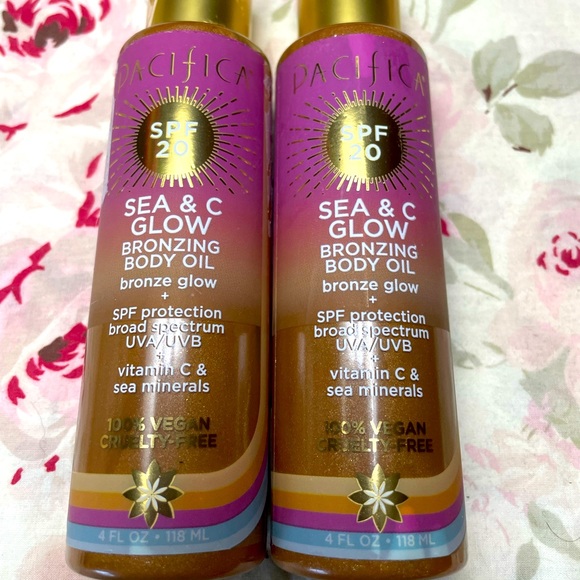 PACIFICA
SPF
20
SEA & C
GLOW
BRONZING
BODY OIL
bronze glow
+
SPF protection
broad spectrum
UVA/UVB
+
vitamin C &
sea minerals
100% VEGAN
CRUELTY-FREE
4 FL OZ • 118 ML
PACIFICA
SPF
20
SEA & C
GLOW
BRONZING
BODY OIL
bronze glow
+
SPF protection
broad spectrum
UVA/UVB
+
vitamin C &
sea minerals
100% VEGAN
CRUELTY-FREE
4 FL OZ • 118 ML